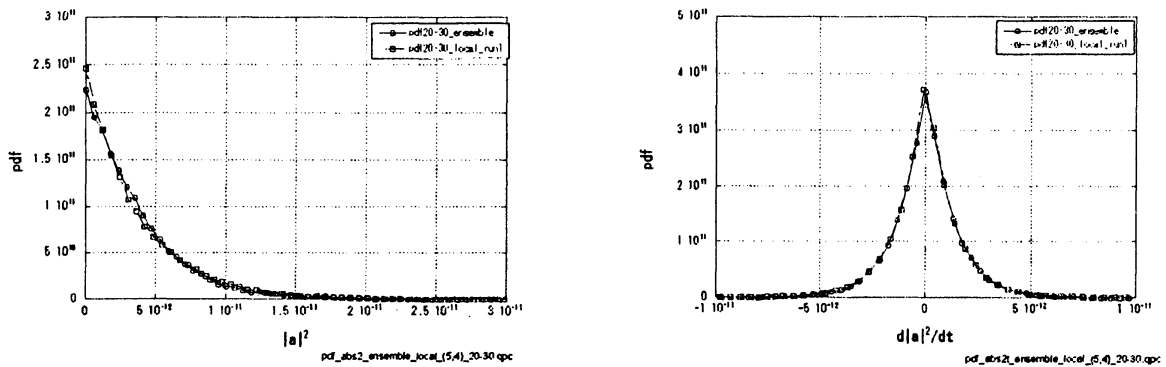 pdf20-30_ensemble
pdf20-30_local_run1
2.5 10¹¹
2 10¹¹
1.5 10¹¹
1 10¹¹
5 10¹⁰
0
pdf
0
5 10⁻¹²
1 10⁻¹¹
1.5 10⁻¹¹
2 10⁻¹¹
2.5 10⁻¹¹
3 10⁻¹¹
|a|²
pdf_abs2_ensemble_local_(5,4)_20-30.qpc
pdf20-30_ensemble
pdf20-30_local_run1
5 10¹¹
4 10¹¹
3 10¹¹
2 10¹¹
1 10¹¹
0
pdf
-1 10⁻¹¹
-5 10⁻¹²
0
5 10⁻¹²
1 10⁻¹¹
d|a|²/dt
pdf_abs2t_ensemble_local_(5,4)_20-30.qpc